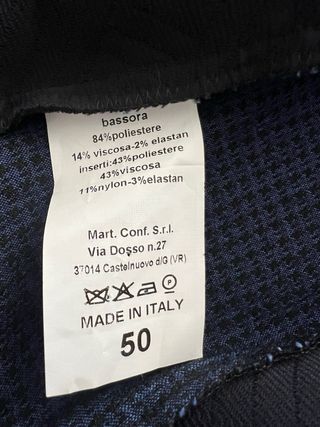 bassora
84%poliestere
14% viscosa-2% elastan
inserti:43%poliestere
43%viscosa
11%nylon-3%elastan
Mart. Conf. S.r.l.
Via Dosso n.27
37014 Castelnuovo d/G (VR)
MADE IN ITALY
50